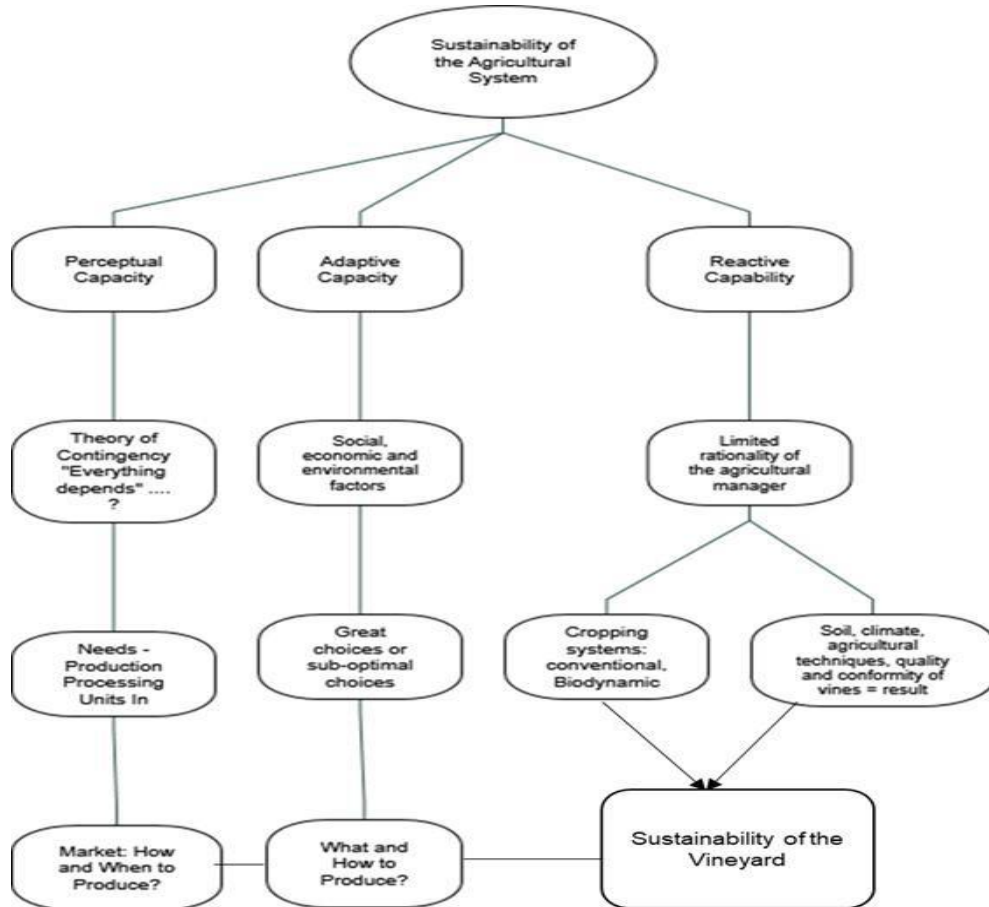 Sustainability of
the Agricultural
System
Perceptual
Capacity
Adaptive
Capacity
Reactive
Capability
Theory of
Contingency
"Everything
depends" ....
?
Social,
economic and
environmental
factors
Limited
rationality of
the agricultural
manager
Needs -
Production
Processing
Units In
Great
choices or
sub-optimal
choices
Cropping
systems:
conventional,
Biodynamic
Soil, climate,
agricultural
techniques, quality
and conformity of
vines = result
Market: How
and When to
Produce?
What and
How to
Produce?
Sustainability of the
Vineyard